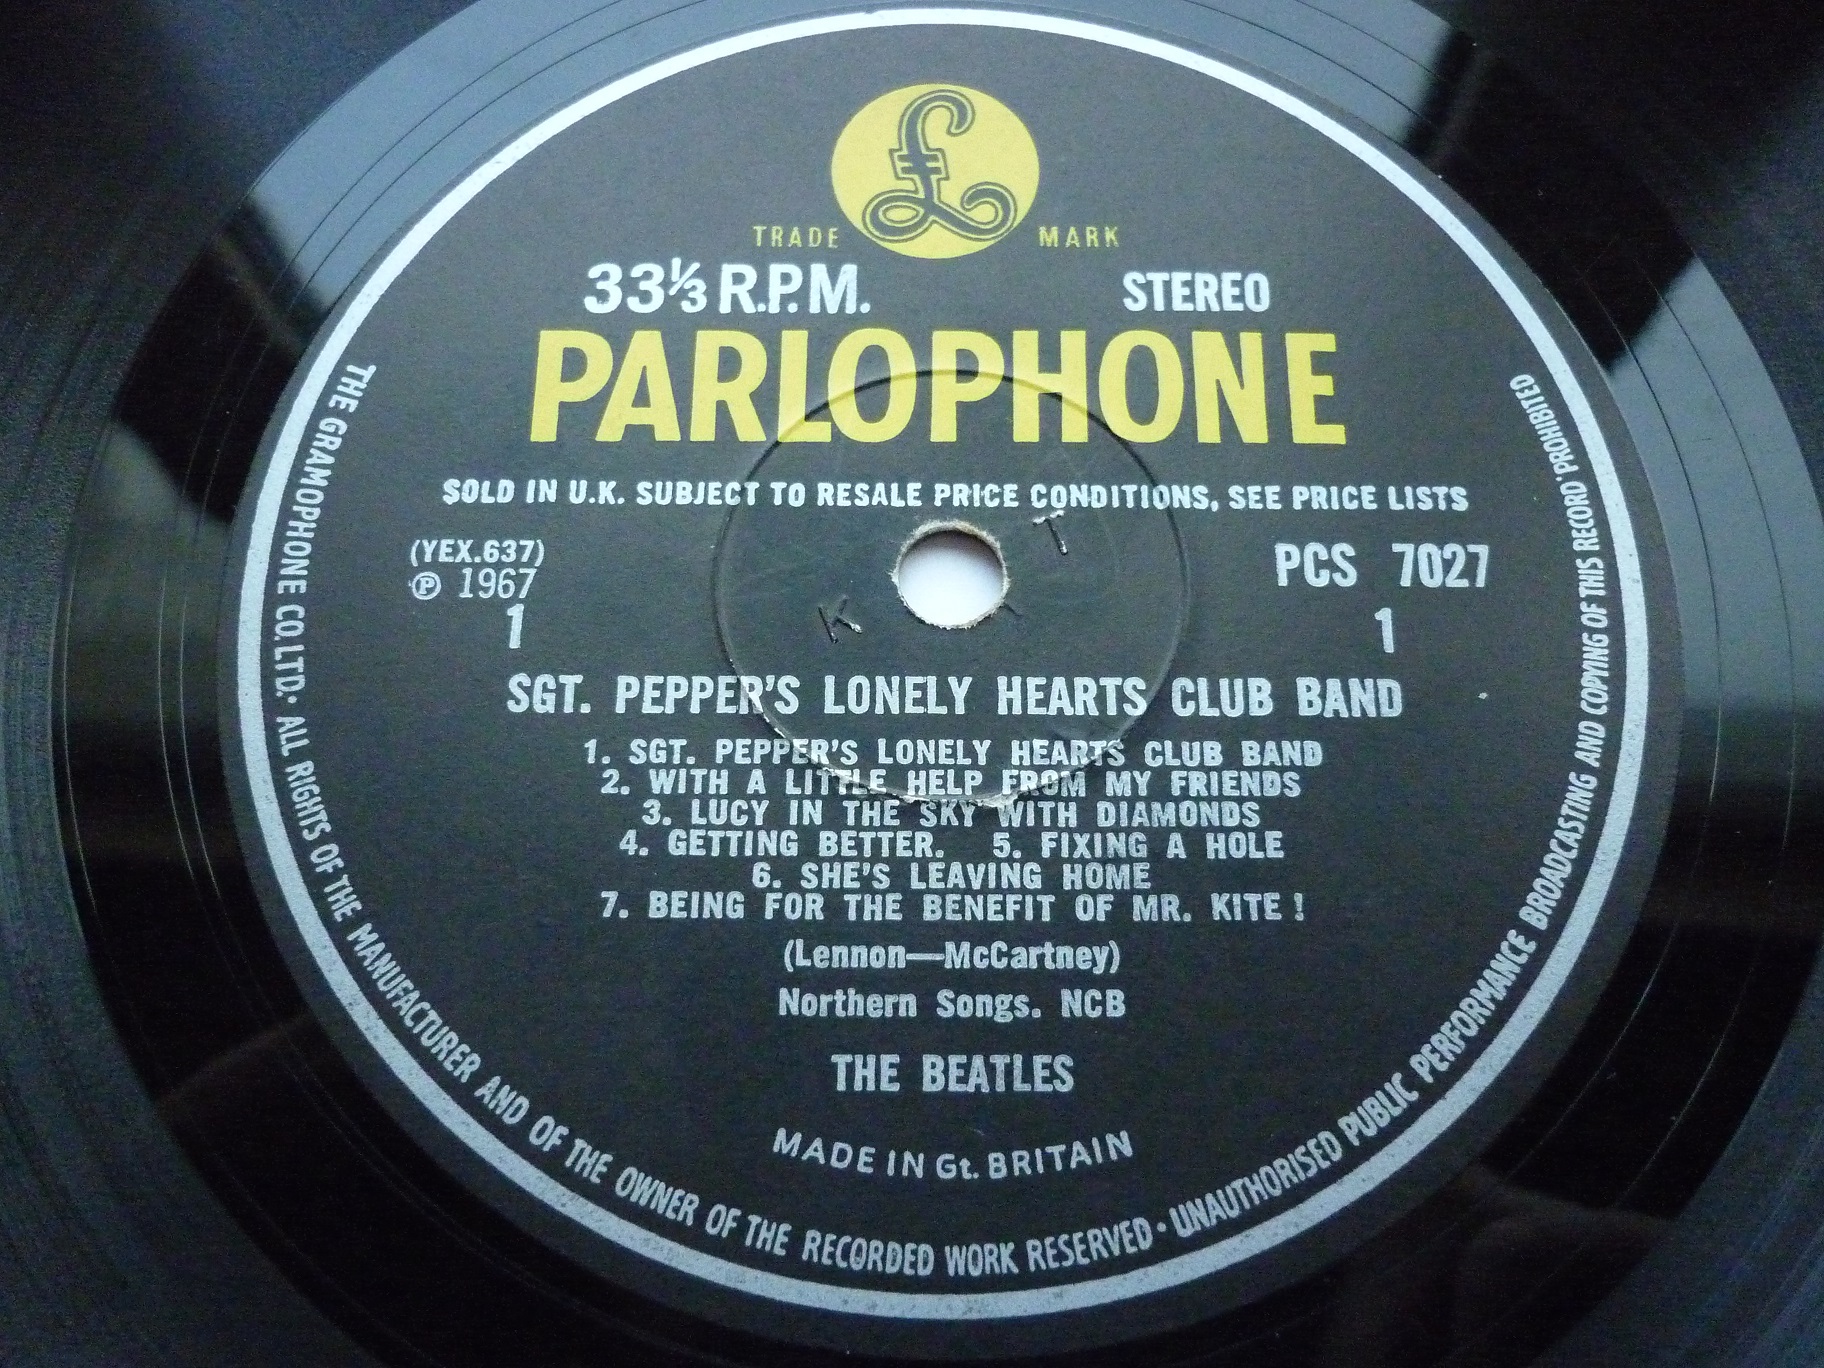 £
TRADE MARK
33⅓ R.P.M. STEREO
PARLOPHONE
SOLD IN U.K. SUBJECT TO RESALE PRICE CONDITIONS, SEE PRICE LISTS
(YEX.637)
℗ 1967 PCS 7027
1 1
K T
SGT. PEPPER'S LONELY HEARTS CLUB BAND
1. SGT. PEPPER'S LONELY HEARTS CLUB BAND
2. WITH A LITTLE HELP FROM MY FRIENDS
3. LUCY IN THE SKY WITH DIAMONDS
4. GETTING BETTER. 5. FIXING A HOLE
6. SHE'S LEAVING HOME
7. BEING FOR THE BENEFIT OF MR. KITE !
(Lennon—McCartney)
Northern Songs. NCB
THE BEATLES
MADE IN Gt. BRITAIN
THE GRAMOPHONE CO. LTD. · ALL RIGHTS OF THE MANUFACTURER AND OF THE OWNER OF THE RECORDED WORK RESERVED · UNAUTHORISED PUBLIC PERFORMANCE BROADCASTING AND COPYING OF THIS RECORD PROHIBITED